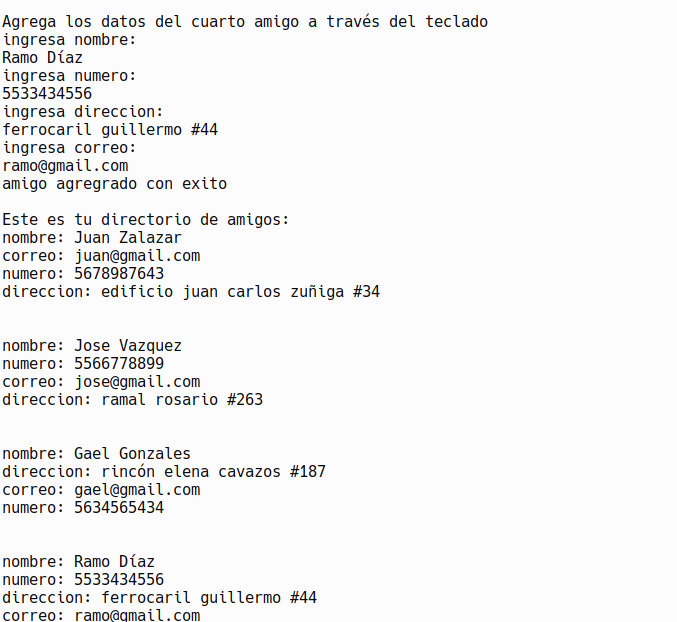 Agrega los datos del cuarto amigo a través del teclado
ingresa nombre:
Ramo Díaz
ingresa numero:
5533434556
ingresa direccion:
ferrocaril guillermo #44
ingresa correo:
ramo@gmail.com
amigo agregrado con exito
Este es tu directorio de amigos:
nombre: Juan Zalazar
correo: juan@gmail.com
numero: 5678987643
direccion: edificio juan carlos zuñiga #34
nombre: Jose Vazquez
numero: 5566778899
correo: jose@gmail.com
direccion: ramal rosario #263
nombre: Gael Gonzales
direccion: rincón elena cavazos #187
correo: gael@gmail.com
numero: 5634565434
nombre: Ramo Díaz
numero: 5533434556
direccion: ferrocaril guillermo #44
correo: ramo@gmail.com